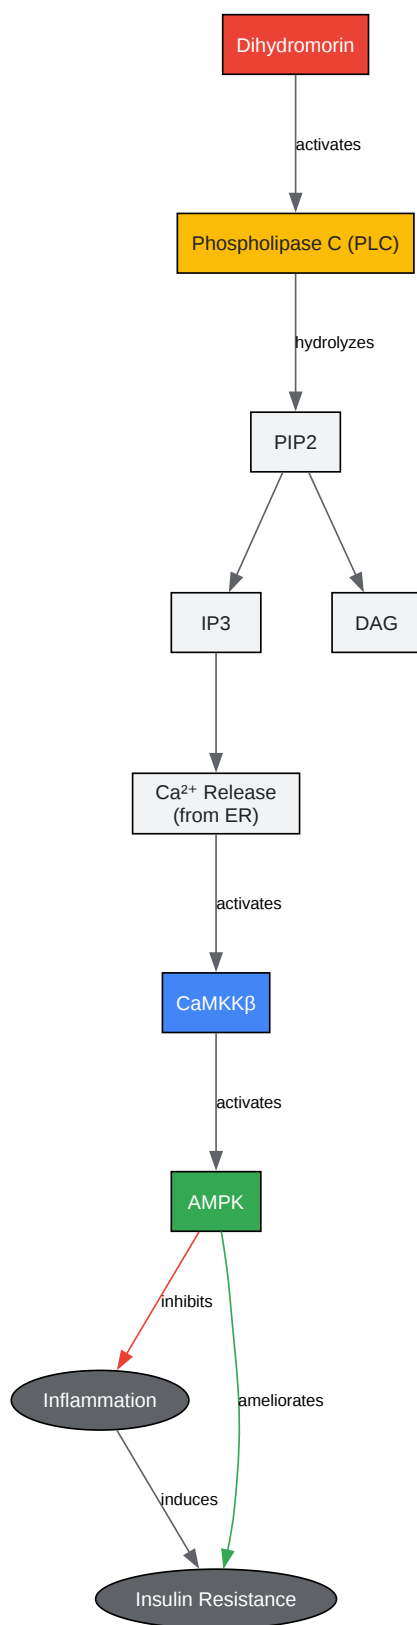 Dihydromorin
activates
Phospholipase C (PLC)
hydrolyzes
PIP2
IP3
DAG
Ca²⁺ Release
(from ER)
activates
CaMKKβ
activates
AMPK
inhibits
Inflammation
ameliorates
induces
Insulin Resistance